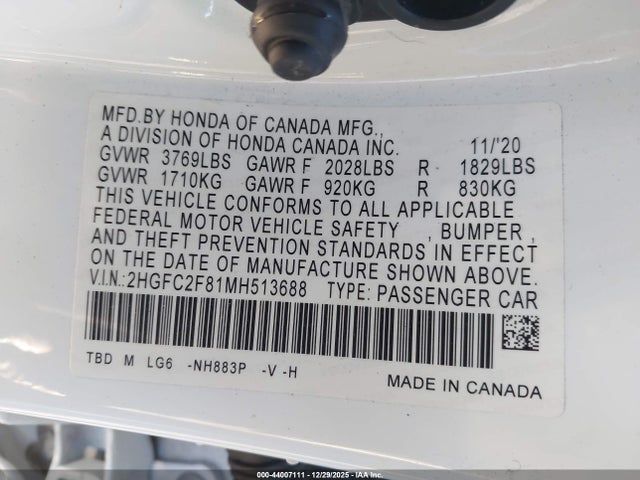 MFD.BY HONDA OF CANADA MFG.,
A DIVISION OF HONDA CANADA INC. 11/'20
GVWR 3769LBS GAWR F 2028LBS R - 1829LBS
GVWR 1710KG GAWR F 920KG R 830KG
THIS VEHICLE CONFORMS TO ALL APPLICABLE
FEDERAL MOTOR VEHICLE SAFETY , BUMPER ,
AND THEFT PREVENTION STANDARDS IN EFFECT
ON THE DATE OF MANUFACTURE SHOWN ABOVE.
V.I.N.:2HGFC2F81MH513688 TYPE: PASSENGER CAR
TBD M LG6 -NH883P -V -H
MADE IN CANADA
000-44007111 - 12/29/2025 - IAA Inc.